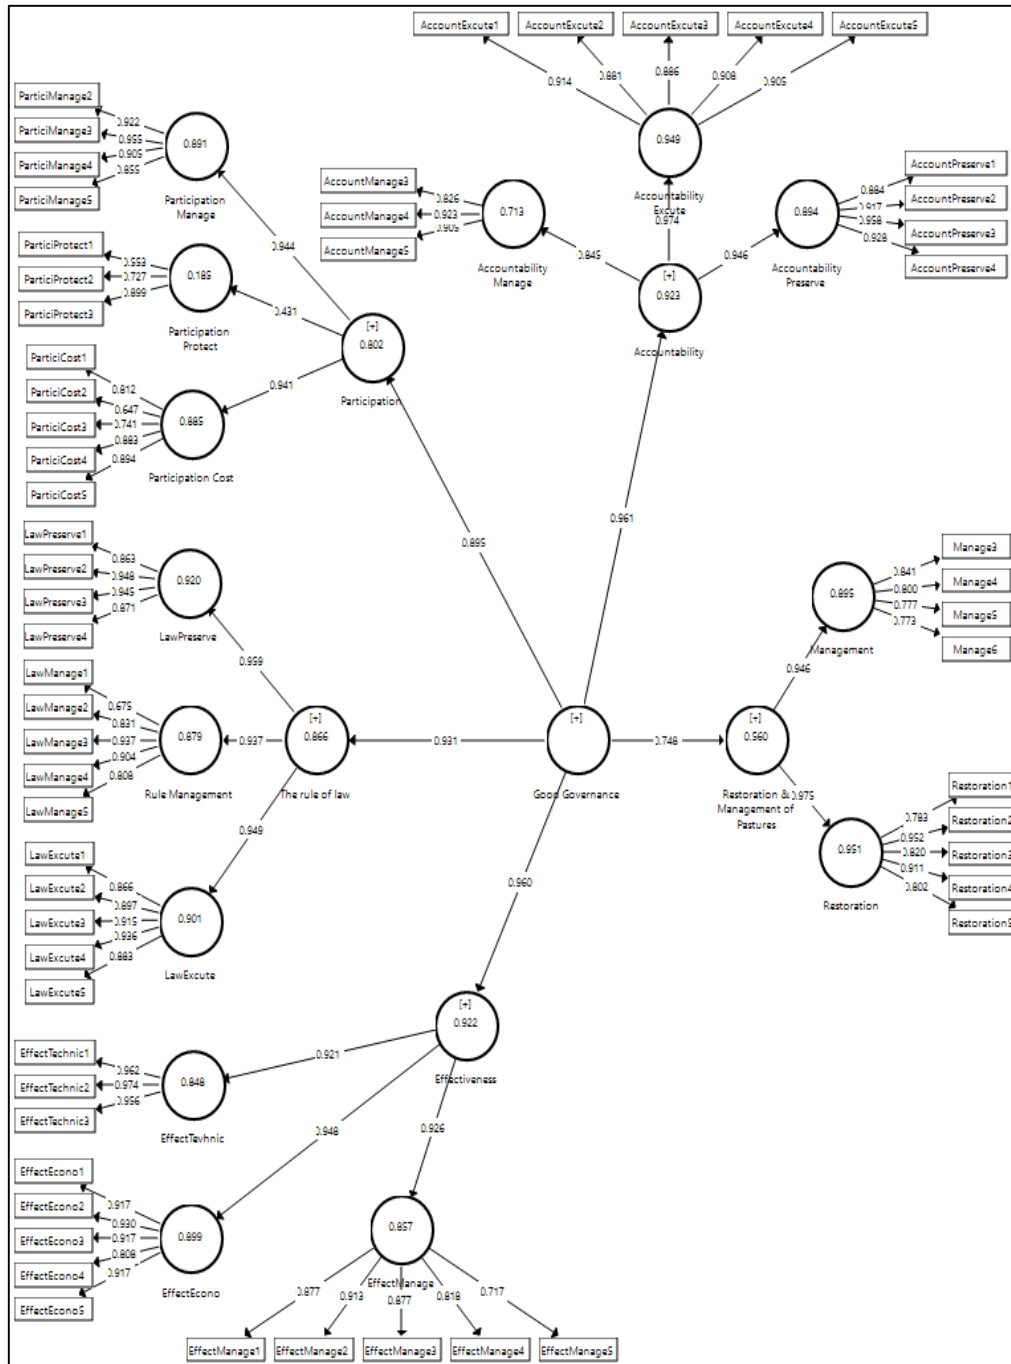 AccountExcute1
AccountExcute2
AccountExcute3
AccountExcute4
AccountExcute5
0.914
0.881
0.886
0.908
0.905
0.949
Accountability
Excute
ParticiManage2
ParticiManage3
ParticiManage4
ParticiManage5
0.922
0.955
0.905
0.855
0.891
Participation
Manage
0.944
AccountManage3
AccountManage4
AccountManage5
0.826
0.923
0.905
0.713
Accountability
Manage
0.845
0.974
0.946
AccountPreserve1
AccountPreserve2
AccountPreserve3
AccountPreserve4
0.884
0.917
0.958
0.928
0.894
Accountability
Preserve
[+]
0.923
Accountability
ParticiProtect1
ParticiProtect2
ParticiProtect3
0.553
0.727
0.899
0.185
Participation
Protect
0.431
[+]
0.802
Participation
0.941
ParticiCost1
ParticiCost2
ParticiCost3
ParticiCost4
ParticiCost5
0.812
0.647
0.741
0.883
0.894
0.885
Participation Cost
0.895
0.961
LawPreserve1
LawPreserve2
LawPreserve3
LawPreserve4
0.863
0.948
0.945
0.871
0.920
LawPreserve
0.959
Manage3
Manage4
Manage5
Manage6
0.841
0.800
0.777
0.773
0.895
Management
0.946
LawManage1
LawManage2
LawManage3
LawManage4
LawManage5
0.675
0.831
0.937
0.904
0.808
0.879
Rule Management
0.937
[+]
0.866
The rule of law
0.931
[+]
Good Governance
0.748
[+]
0.560
Restoration &
Management of
Pastures
0.975
0.949
Restoration1
Restoration2
Restoration3
Restoration4
Restoration5
0.783
0.952
0.820
0.911
0.802
0.951
Restoration
LawExcute1
LawExcute2
LawExcute3
LawExcute4
LawExcute5
0.866
0.897
0.915
0.936
0.883
0.901
LawExcute
0.960
[+]
0.922
Effectiveness
0.921
EffectTechnic1
EffectTechnic2
EffectTechnic3
0.962
0.974
0.956
0.848
EffectTevhnic
0.948
0.926
EffectEcono1
EffectEcono2
EffectEcono3
EffectEcono4
EffectEcono5
0.917
0.930
0.917
0.808
0.917
0.899
EffectEcono
0.857
EffectManage
0.877
0.913
0.877
0.818
0.717
EffectManage1
EffectManage2
EffectManage3
EffectManage4
EffectManage5